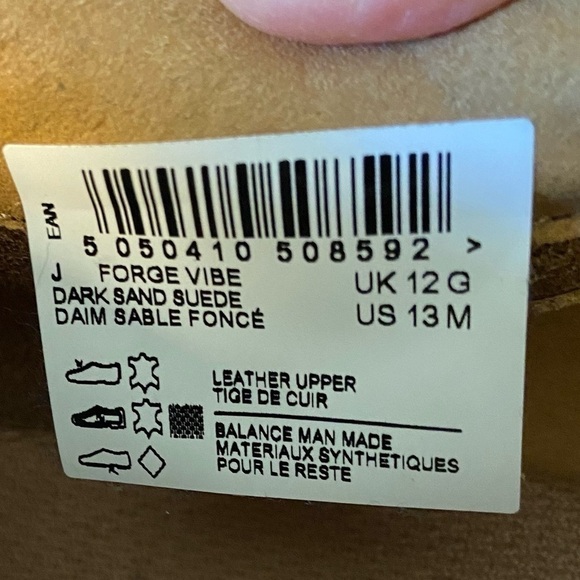 EAN
5 050410 508592 >
J FORGE VIBE
DARK SAND SUEDE
DAIM SABLE FONCÉ
UK 12 G
US 13 M
LEATHER UPPER
TIGE DE CUIR
BALANCE MAN MADE
MATERIAUX SYNTHETIQUES
POUR LE RESTE